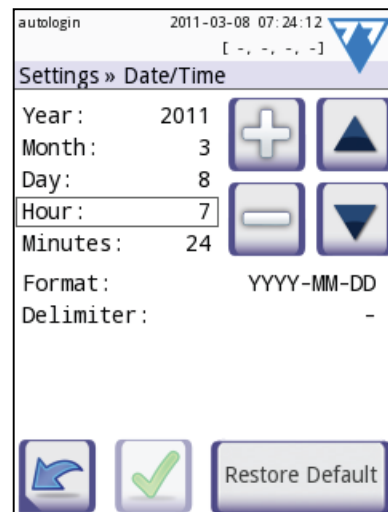 autologin 2011-03-08 07:24:12
[ -, -, -, -]
Settings » Date/Time
Year: 2011
Month: 3
Day: 8
Hour: 7
Minutes: 24
Format: YYYY-MM-DD
Delimiter: -
Restore Default